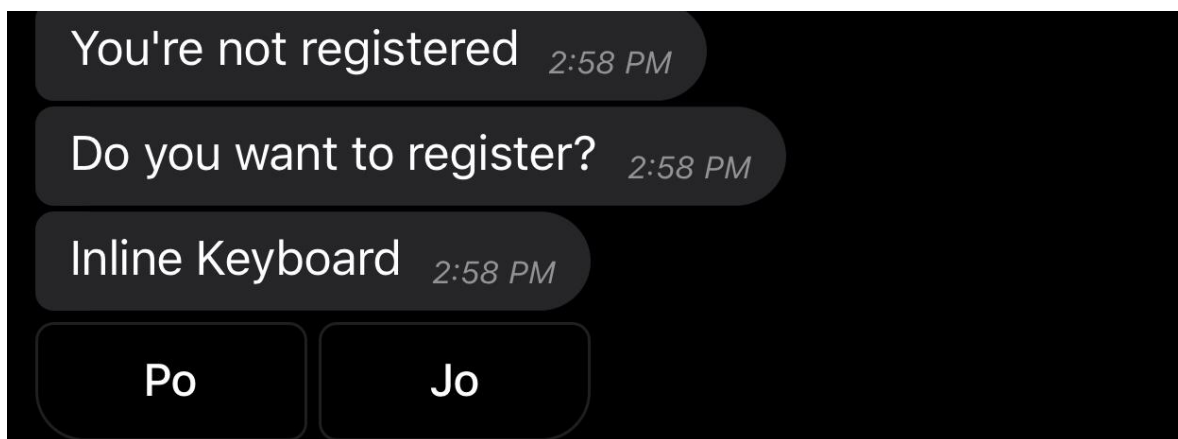 You're not registered 2:58 PM
Do you want to register? 2:58 PM
Inline Keyboard 2:58 PM
Po Jo